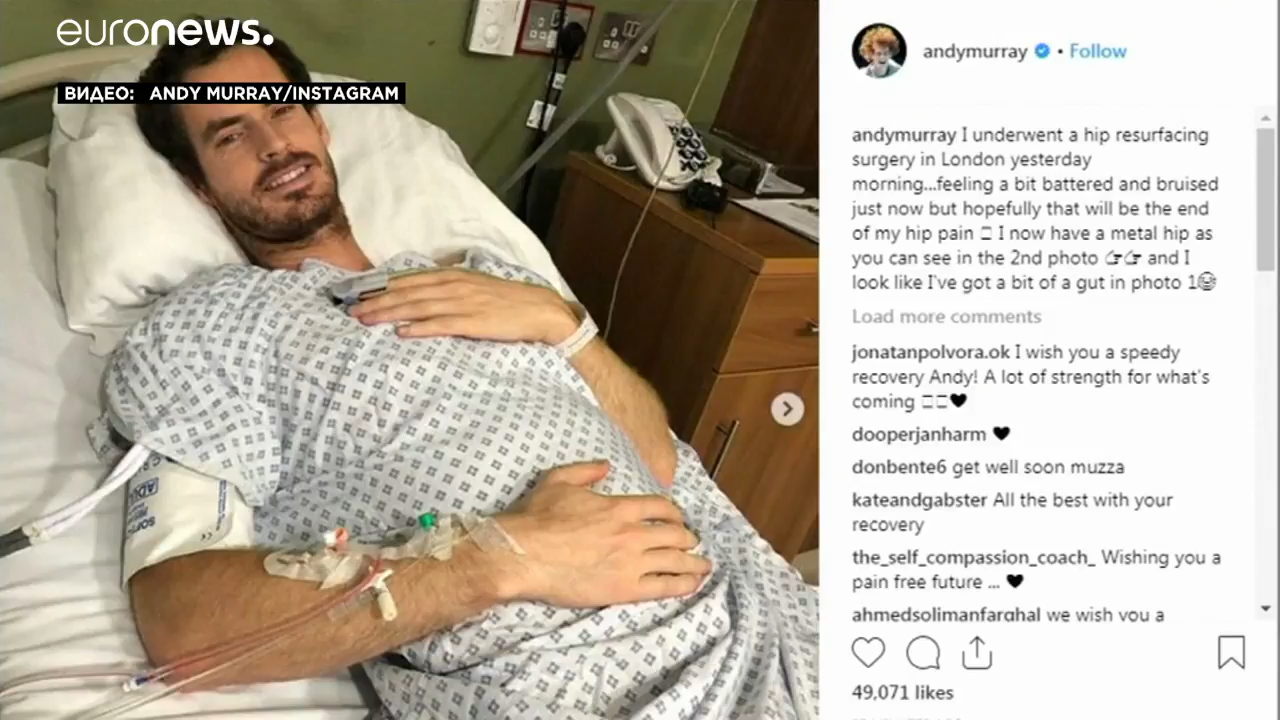 euronews.
ВИДЕО: ANDY MURRAY/INSTAGRAM
andymurray • Follow
andymurray I underwent a hip resurfacing
surgery in London yesterday
morning...feeling a bit battered and bruised
just now but hopefully that will be the end
of my hip pain □ I now have a metal hip as
you can see in the 2nd photo 👉👉 and I
look like I've got a bit of a gut in photo 1😂
Load more comments
jonatanpolvora.ok I wish you a speedy
recovery Andy! A lot of strength for what's
coming □□♥
dooperjanharm ♥
donbente6 get well soon muzza
kateandgabster All the best with your
recovery
the_self_compassion_coach_ Wishing you a
pain free future ... ♥
ahmedsolimanfarghal we wish you a
49,071 likes